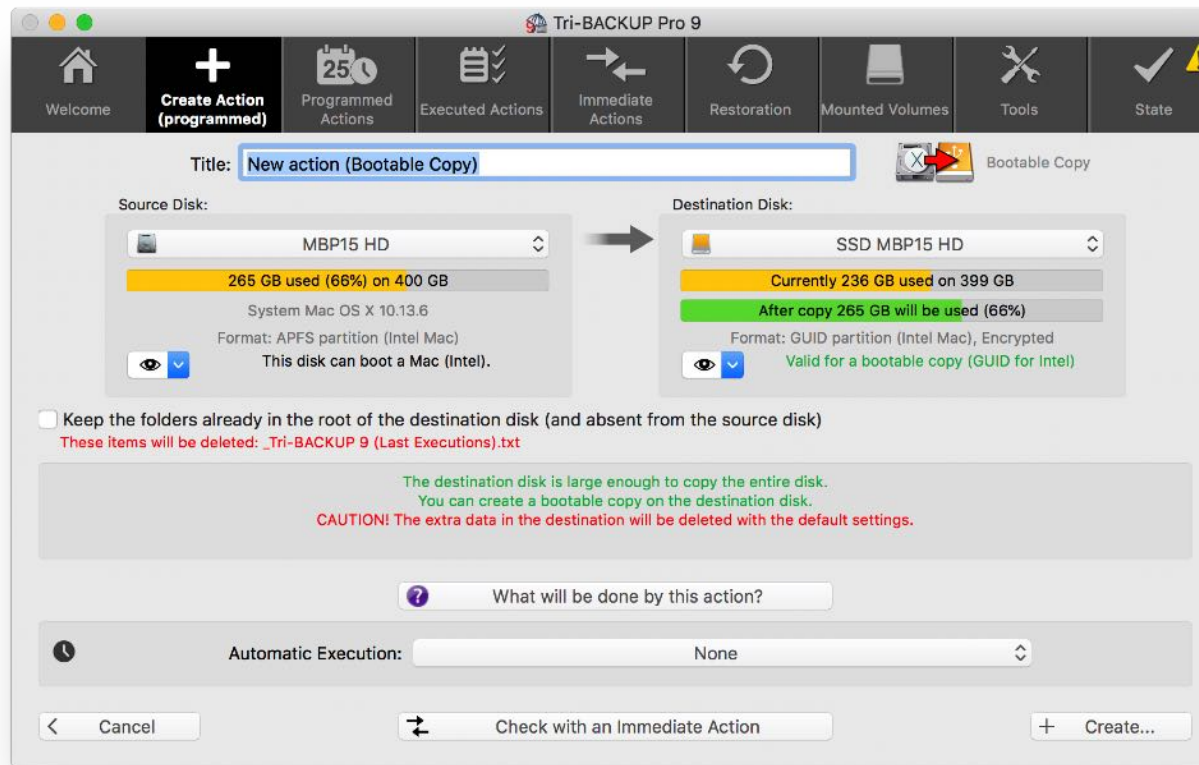 Tri-BACKUP Pro 9
Welcome
Create Action
(programmed)
25
Programmed
Actions
Executed Actions
Immediate
Actions
Restoration
Mounted Volumes
Tools
State
Title: New action (Bootable Copy)
X
Bootable Copy
Source Disk:
MBP15 HD
265 GB used (66%) on 400 GB
System Mac OS X 10.13.6
Format: APFS partition (Intel Mac)
This disk can boot a Mac (Intel).
Destination Disk:
SSD MBP15 HD
Currently 236 GB used on 399 GB
After copy 265 GB will be used (66%)
Format: GUID partition (Intel Mac), Encrypted
Valid for a bootable copy (GUID for Intel)
Keep the folders already in the root of the destination disk (and absent from the source disk)
These items will be deleted: _Tri-BACKUP 9 (Last Executions).txt
The destination disk is large enough to copy the entire disk.
You can create a bootable copy on the destination disk.
CAUTION! The extra data in the destination will be deleted with the default settings.
? What will be done by this action?
Automatic Execution: None
Cancel
Check with an Immediate Action
+ Create...